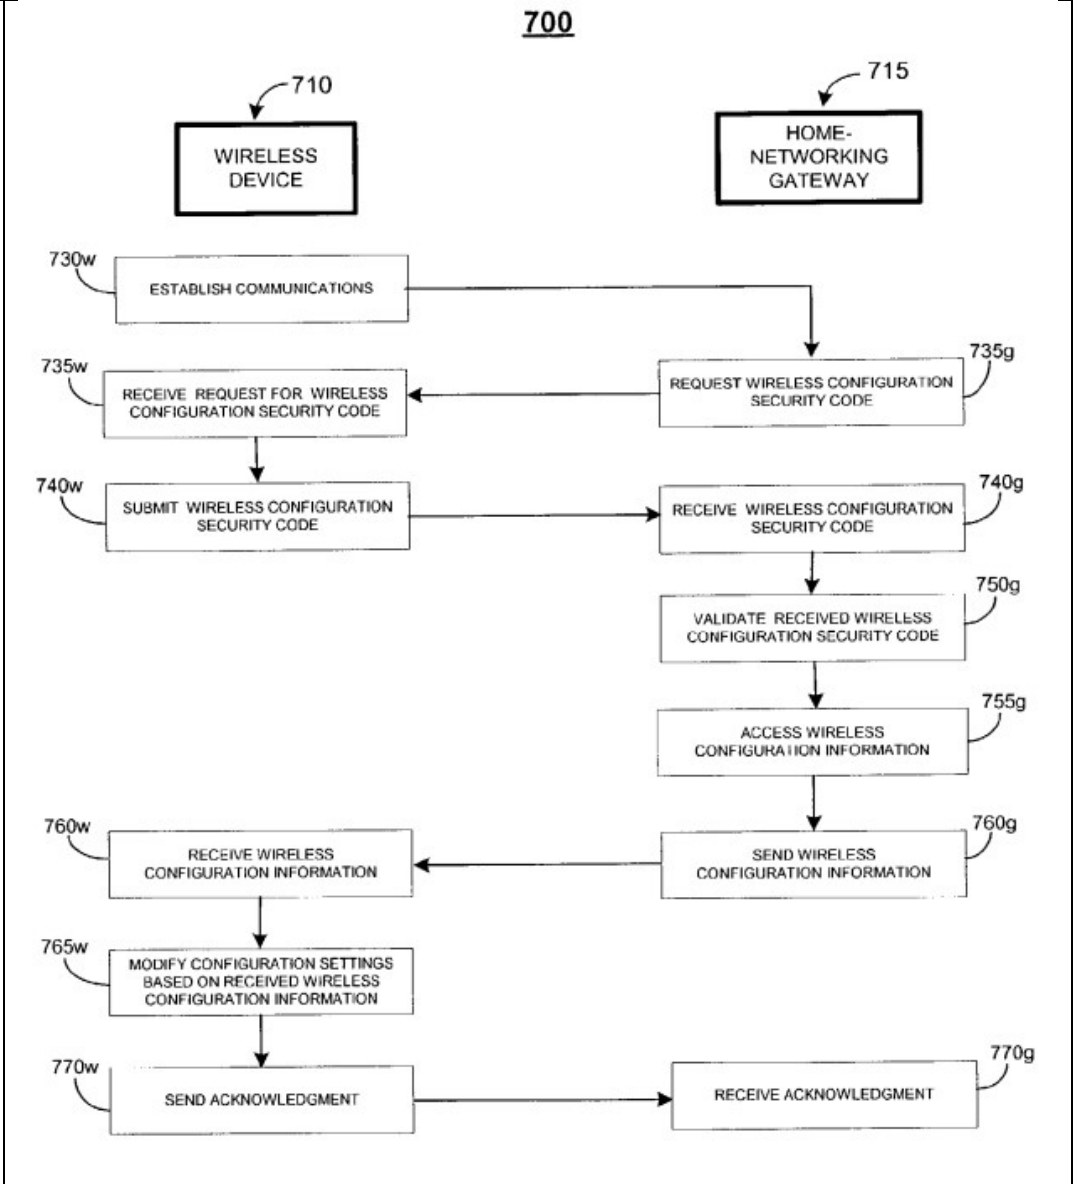 700
710
715
WIRELESS
DEVICE
HOME-
NETWORKING
GATEWAY
730w
ESTABLISH COMMUNICATIONS
735w
RECEIVE REQUEST FOR WIRELESS
CONFIGURATION SECURITY CODE
735g
REQUEST WIRELESS CONFIGURATION
SECURITY CODE
740w
SUBMIT WIRELESS CONFIGURATION
SECURITY CODE
740g
RECEIVE WIRELESS CONFIGURATION
SECURITY CODE
750g
VALIDATE RECEIVED WIRELESS
CONFIGURATION SECURITY CODE
755g
ACCESS WIRELESS
CONFIGURATION INFORMATION
760w
RECEIVE WIRELESS
CONFIGURATION INFORMATION
760g
SEND WIRELESS
CONFIGURATION INFORMATION
765w
MODIFY CONFIGURATION SETTINGS
BASED ON RECEIVED WIRELESS
CONFIGURATION INFORMATION
770w
SEND ACKNOWLEDGMENT
770g
RECEIVE ACKNOWLEDGMENT